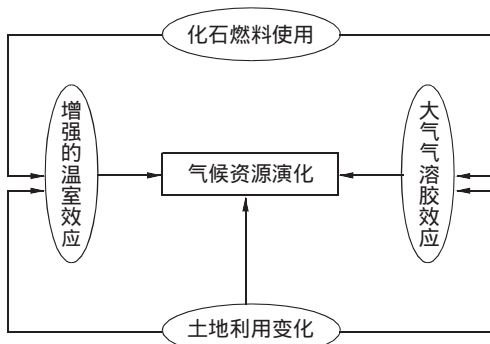 化石燃料使用
增强的温室效应
气候资源演化
大气气溶胶效应
土地利用变化